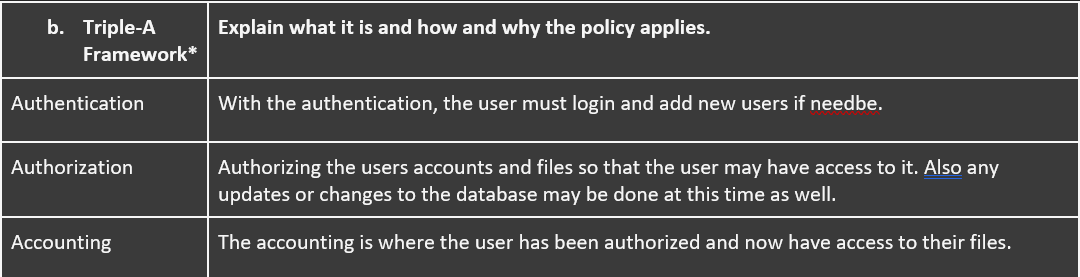 b. Triple-A
Framework*
Explain what it is and how and why the policy applies.
Authentication
With the authentication, the user must login and add new users if needbe.
Authorization
Authorizing the users accounts and files so that the user may have access to it. Also any
updates or changes to the database may be done at this time as well.
Accounting
The accounting is where the user has been authorized and now have access to their files.